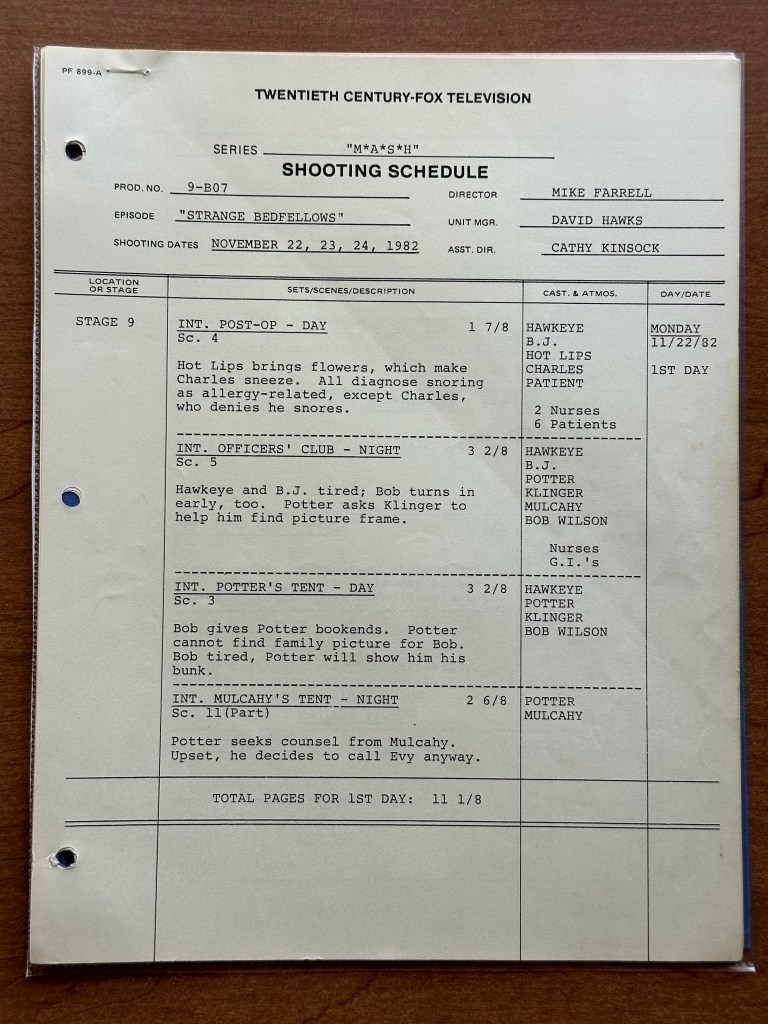 PF 899-A
TWENTIETH CENTURY-FOX TELEVISION
SERIES "M*A*S*H"
SHOOTING SCHEDULE
PROD. NO. 9-B07
DIRECTOR MIKE FARRELL
EPISODE "STRANGE BEDFELLOWS"
UNIT MGR. DAVID HAWKS
SHOOTING DATES NOVEMBER 22, 23, 24, 1982
ASST. DIR. CATHY KINSOCK
LOCATION
OR STAGE
SETS/SCENES/DESCRIPTION
CAST. & ATMOS.
DAY/DATE
STAGE 9
INT. POST-OP - DAY 1 7/8
Sc. 4
Hot Lips brings flowers, which make
Charles sneeze. All diagnose snoring
as allergy-related, except Charles,
who denies he snores.
HAWKEYE
B.J.
HOT LIPS
CHARLES
PATIENT
2 Nurses
6 Patients
MONDAY
11/22/82
1ST DAY
INT. OFFICERS' CLUB - NIGHT 3 2/8
Sc. 5
Hawkeye and B.J. tired; Bob turns in
early, too. Potter asks Klinger to
help him find picture frame.
HAWKEYE
B.J.
POTTER
KLINGER
MULCAHY
BOB WILSON
Nurses
G.I.'s
INT. POTTER'S TENT - DAY 3 2/8
Sc. 3
Bob gives Potter bookends. Potter
cannot find family picture for Bob.
Bob tired, Potter will show him his
bunk.
HAWKEYE
POTTER
KLINGER
BOB WILSON
INT. MULCAHY'S TENT - NIGHT 2 6/8
Sc. 11(Part)
Potter seeks counsel from Mulcahy.
Upset, he decides to call Evy anyway.
POTTER
MULCAHY
TOTAL PAGES FOR 1ST DAY: 11 1/8